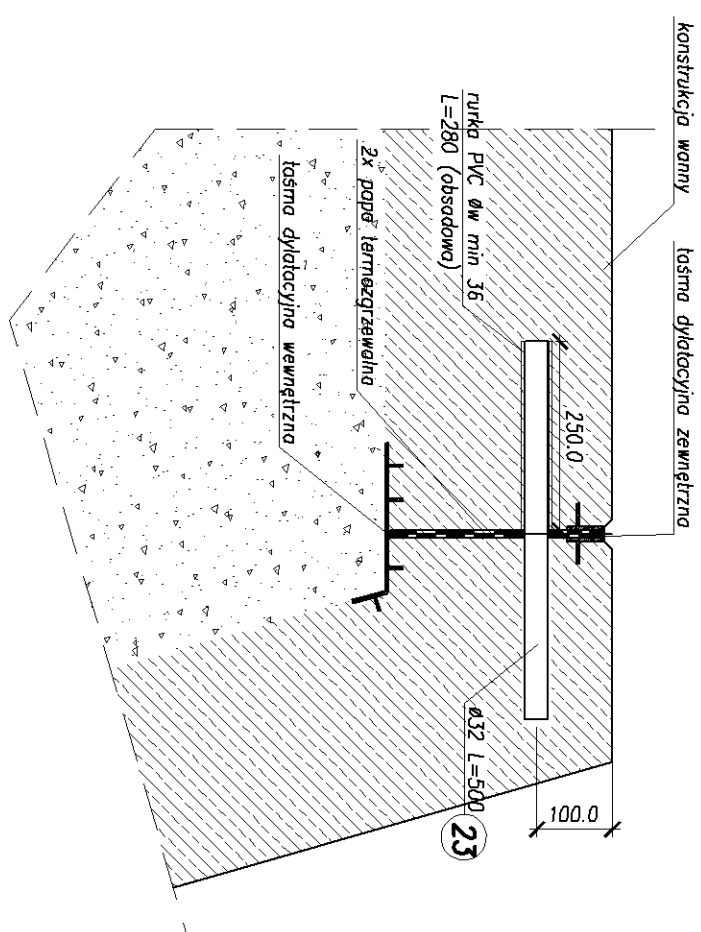 konstrukcja wanny
taśma dylatacyjna zewnętrzna
rurka PVC Øw min 36
L=280 (obsadowa)
2x papa termozgrzewalna
taśma dylatacyjna wewnętrzna
250.0
ø32 L=500
23
100.0